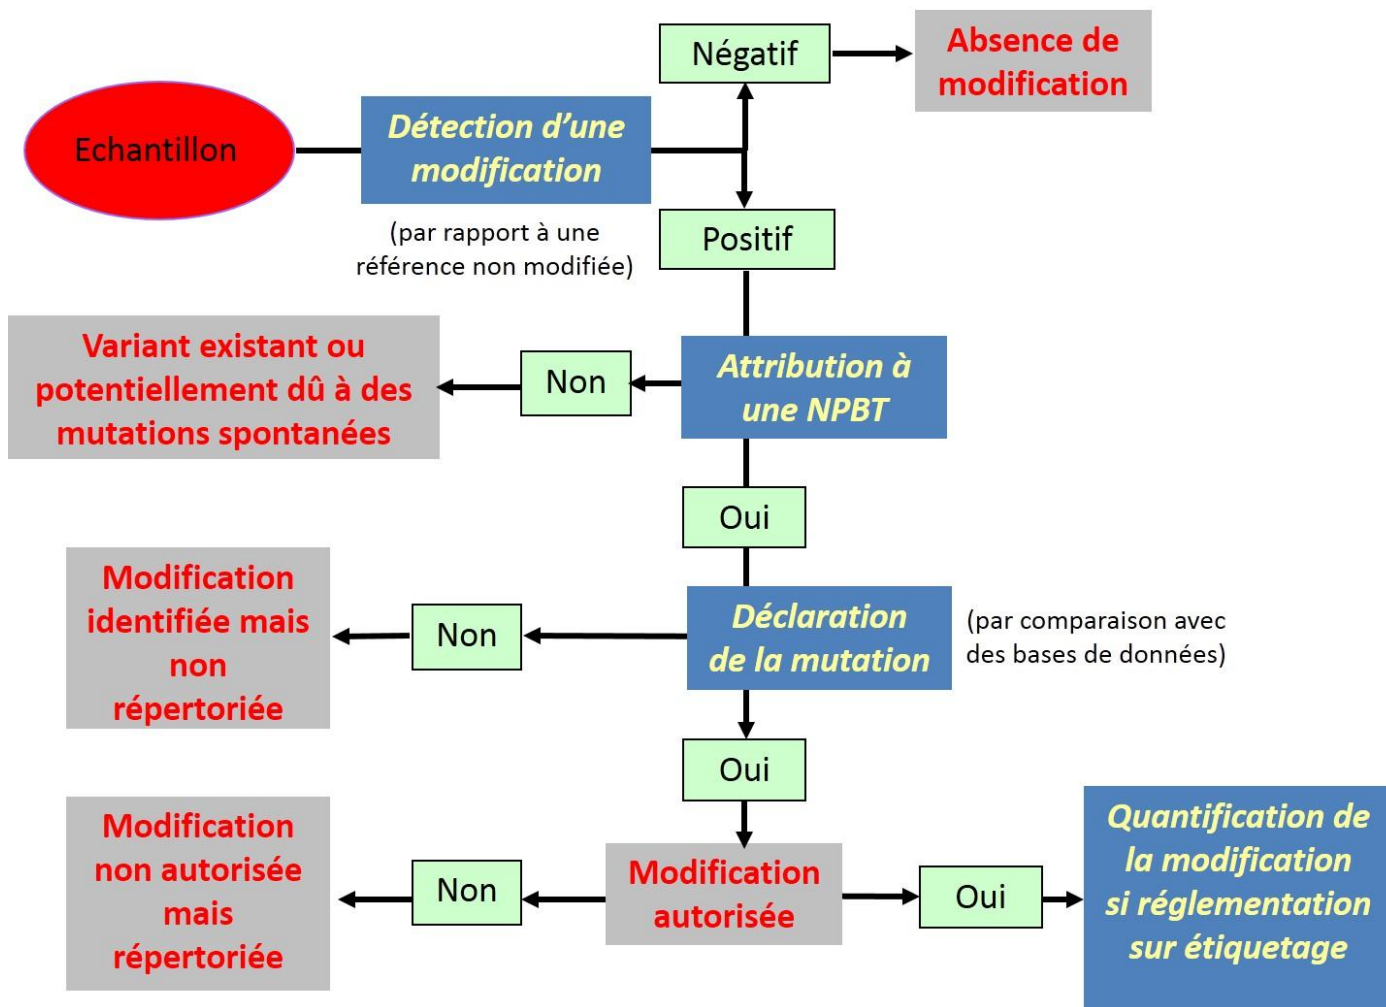 Négatif
Absence de
modification
Echantillon
Détection d’une
modification
(par rapport à une
référence non modifiée)
Positif
Variant existant ou
potentiellement dû à des
mutations spontanées
Non
Attribution à
une NPBT
Oui
Modification
identifiée mais
non
répertoriée
Non
Déclaration
de la mutation
(par comparaison avec
des bases de données)
Oui
Modification
non autorisée
mais
répertoriée
Non
Modification
autorisée
Oui
Quantification de
la modification
si réglementation
sur étiquetage